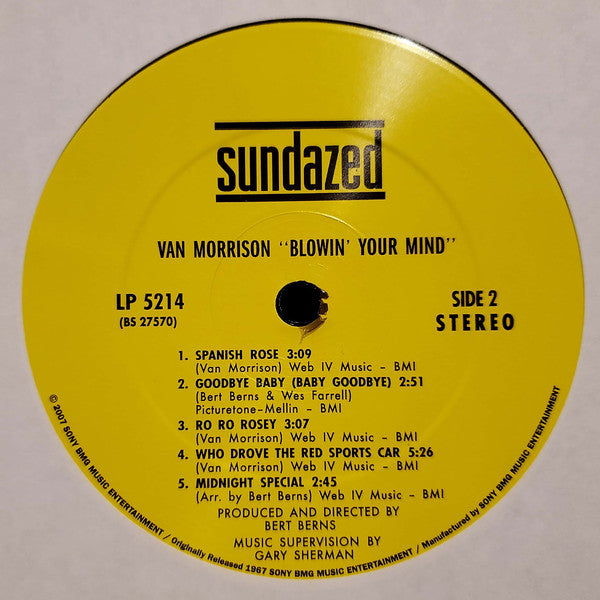 sundazed
VAN MORRISON "BLOWIN' YOUR MIND"
LP 5214
(BS 27570)
SIDE 2
STEREO
1. SPANISH ROSE 3:09
(Van Morrison) Web IV Music – BMI
2. GOODBYE BABY (BABY GOODBYE) 2:51
(Bert Berns & Wes Farrell)
Picturetone–Mellin – BMI
3. RO RO ROSEY 3:07
(Van Morrison) Web IV Music – BMI
4. WHO DROVE THE RED SPORTS CAR 5:26
(Van Morrison) Web IV Music – BMI
5. MIDNIGHT SPECIAL 2:45
(Arr. by Bert Berns) Web IV Music – BMI
PRODUCED AND DIRECTED BY
BERT BERNS
MUSIC SUPERVISION BY
GARY SHERMAN
© 2007 SONY BMG MUSIC ENTERTAINMENT / Originally Released 1967 SONY BMG MUSIC ENTERTAINMENT / Manufactured by SONY BMG MUSIC ENTERTAINMENT